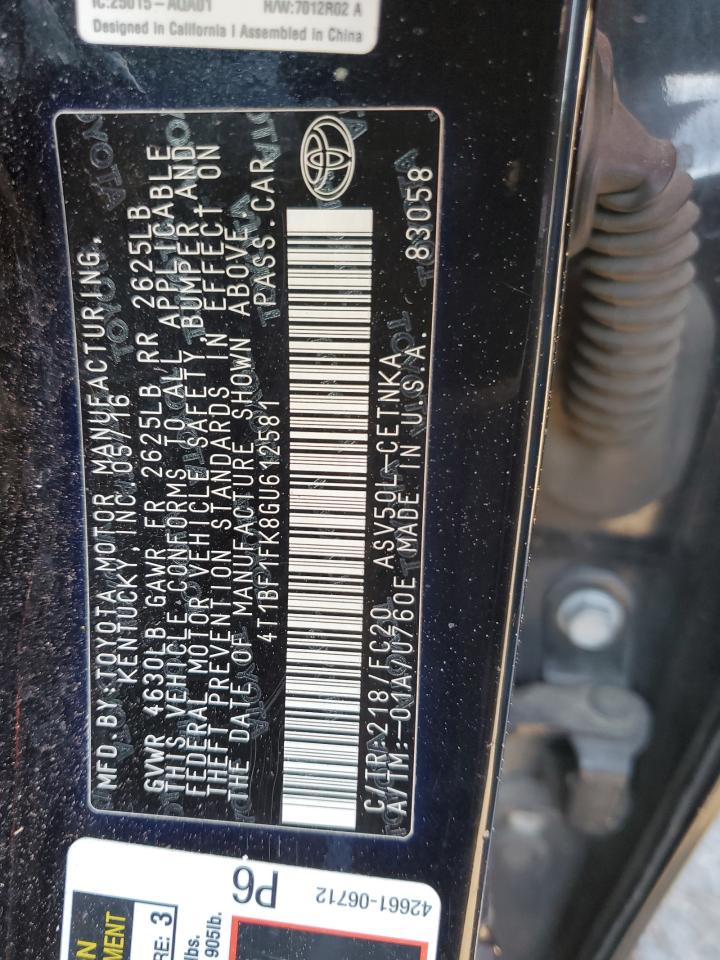 IC:25015-AQA01 H/W:7012R02 A
Designed in California I Assembled in China
MFD. BY: TOYOTA MOTOR MANUFACTURING,
KENTUCKY, INC. 05/16
GVWR 4630LB GAWR FR 2625LB RR 2625LB
THIS VEHICLE CONFORMS TO ALL APPLICABLE
FEDERAL MOTOR VEHICLE SAFETY, BUMPER AND
THEFT PREVENTION STANDARDS IN EFFECT ON
THE DATE OF MANUFACTURE SHOWN ABOVE.
4T1BF1FK8GU612581 PASS. CAR
C/TR:218/FC20 ASV50L-CETNKA
A/TM:-01A/U760E MADE IN U.S.A. 83058
P6
42661-06712
3
lbs.
905lb.